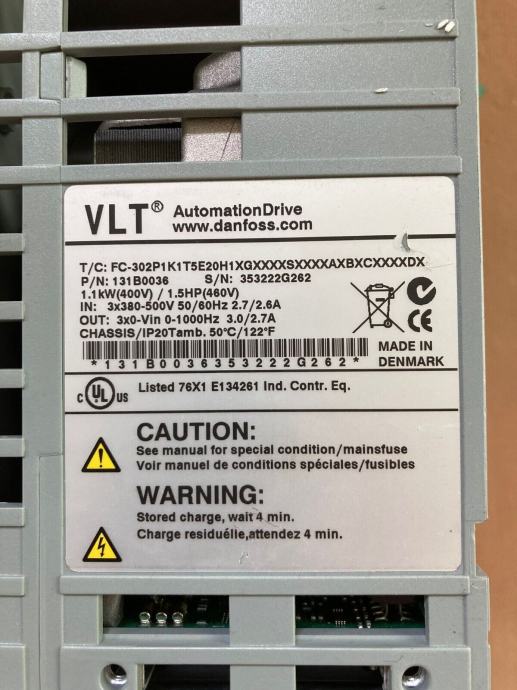 VLT® AutomationDrive
www.danfoss.com
T/C: FC-302P1K1T5E20H1XGXXXXSXXXXAXBXCXXXXDX
P/N: 131B0036 S/N: 353222G262
1.1kW(400V) / 1.5HP(460V)
IN: 3x380-500V 50/60Hz 2.7/2.6A
OUT: 3x0-Vin 0-1000Hz 3.0/2.7A
CHASSIS/IP20Tamb. 50°C/122°F
*131B0036353222G262*
MADE IN
DENMARK
c UL US Listed 76X1 E134261 Ind. Contr. Eq.
CAUTION:
See manual for special condition/mainsfuse
Voir manuel de conditions spéciales/fusibles
WARNING:
Stored charge, wait 4 min.
Charge residuélie,attendez 4 min.